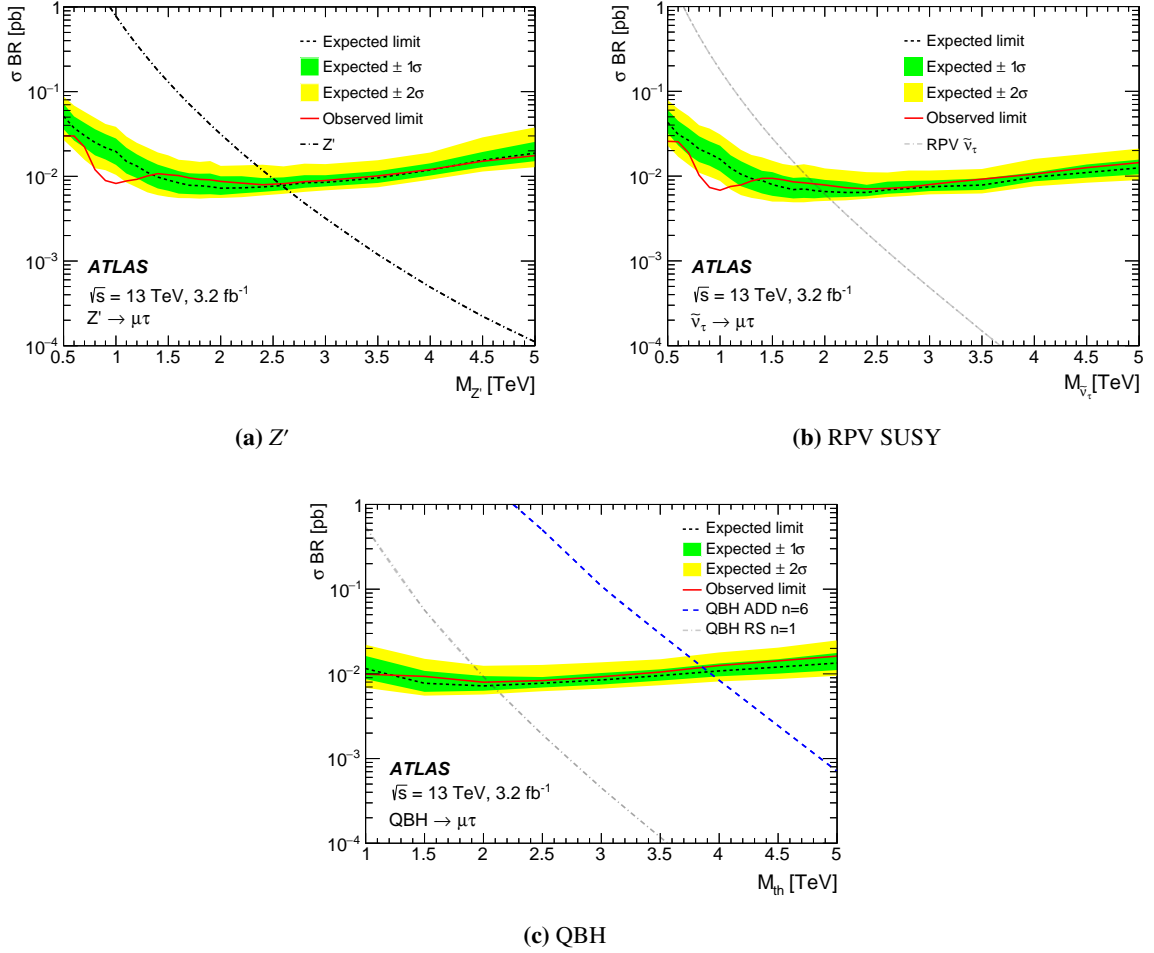 σ BR [pb]
1
10⁻¹
10⁻²
10⁻³
10⁻⁴
Expected limit
Expected ± 1σ
Expected ± 2σ
Observed limit
Z'
ATLAS
√s = 13 TeV, 3.2 fb⁻¹
Z' → μτ
0.5 1 1.5 2 2.5 3 3.5 4 4.5 5
M_Z' [TeV]
(a) Z′
σ BR [pb]
1
10⁻¹
10⁻²
10⁻³
10⁻⁴
Expected limit
Expected ± 1σ
Expected ± 2σ
Observed limit
RPV ν̃_τ
ATLAS
√s = 13 TeV, 3.2 fb⁻¹
ν̃_τ → μτ
0.5 1 1.5 2 2.5 3 3.5 4 4.5 5
M_ν̃_τ [TeV]
(b) RPV SUSY
σ BR [pb]
1
10⁻¹
10⁻²
10⁻³
10⁻⁴
Expected limit
Expected ± 1σ
Expected ± 2σ
Observed limit
QBH ADD n=6
QBH RS n=1
ATLAS
√s = 13 TeV, 3.2 fb⁻¹
QBH → μτ
1 1.5 2 2.5 3 3.5 4 4.5 5
M_th [TeV]
(c) QBH